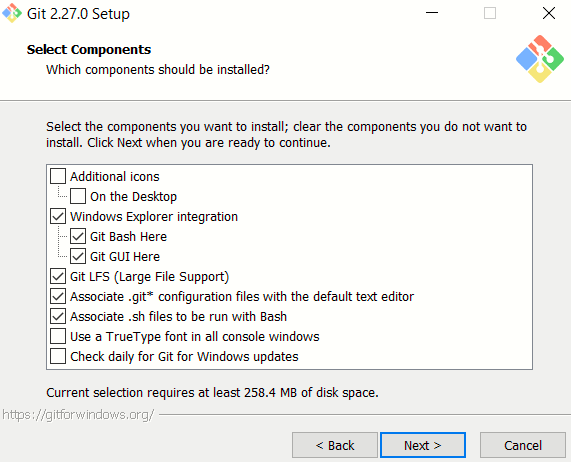 Git 2.27.0 Setup
Select Components
Which components should be installed?
Select the components you want to install; clear the components you do not want to
install. Click Next when you are ready to continue.
Additional icons
On the Desktop
Windows Explorer integration
Git Bash Here
Git GUI Here
Git LFS (Large File Support)
Associate .git* configuration files with the default text editor
Associate .sh files to be run with Bash
Use a TrueType font in all console windows
Check daily for Git for Windows updates
Current selection requires at least 258.4 MB of disk space.
https://gitforwindows.org/
< Back Next > Cancel